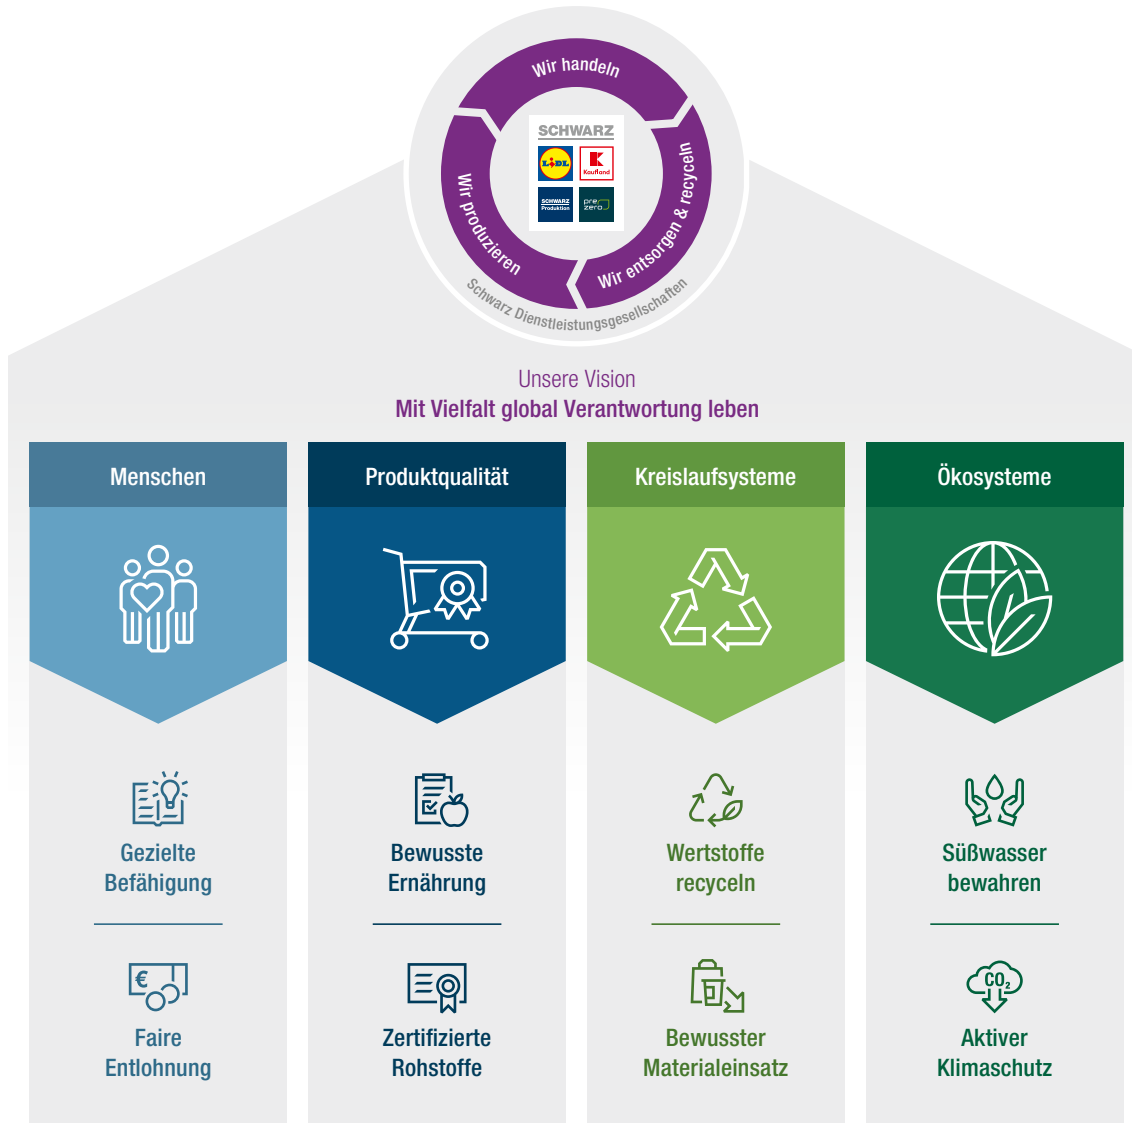 Wir handeln
SCHWARZ
LIDL
K
Kaufland
SCHWARZ
Produktion
pre
zero
Wir produzieren
Wir entsorgen & recyceln
Schwarz Dienstleistungsgesellschaften
Unsere Vision
Mit Vielfalt global Verantwortung leben
Menschen
Produktqualität
Kreislaufsysteme
Ökosysteme
Gezielte
Befähigung
Bewusste
Ernährung
Wertstoffe
recyceln
Süßwasser
bewahren
€
Faire
Entlohnung
Zertifizierte
Rohstoffe
Bewusster
Materialeinsatz
CO₂
Aktiver
Klimaschutz